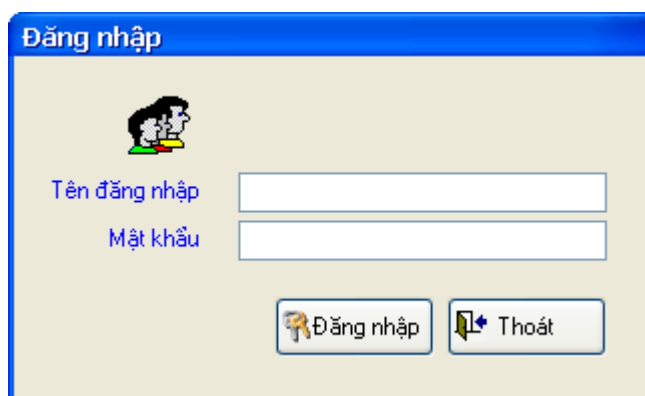 Đăng nhập
Tên đăng nhập
Mật khẩu
Đăng nhập Thoát